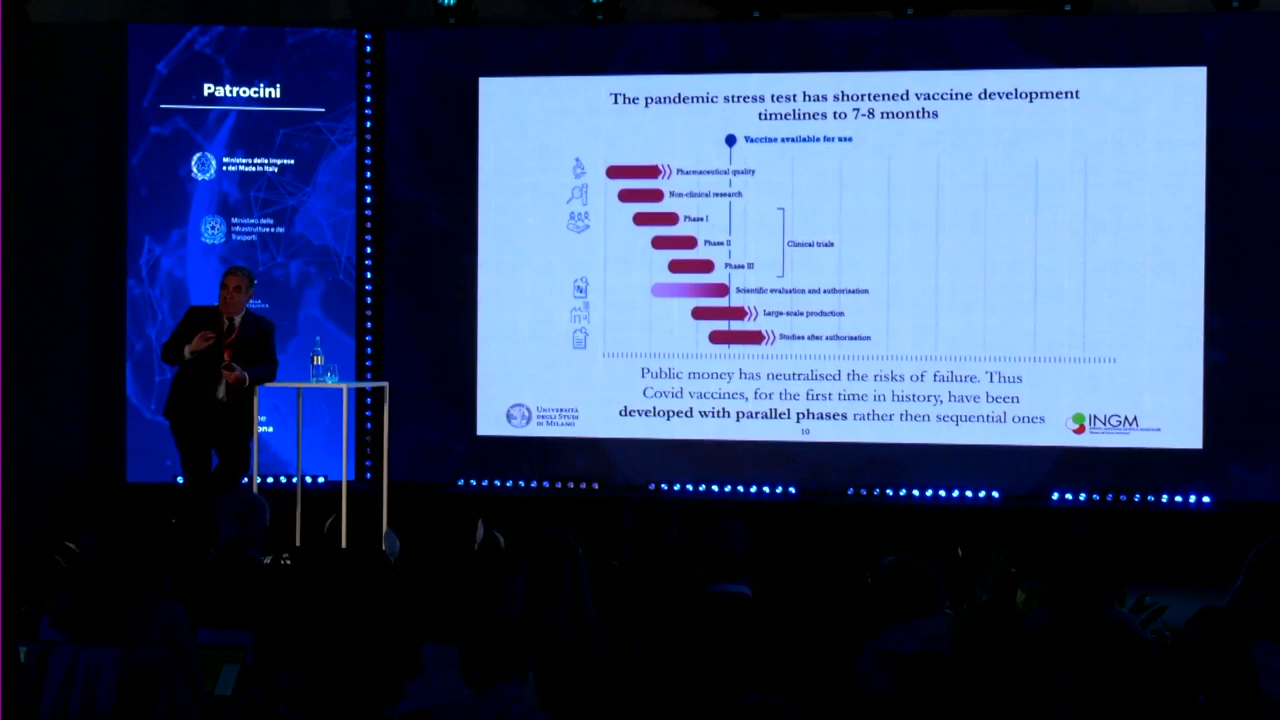 Patrocini
Ministero delle Imprese
e del Made in Italy
Ministero delle
Infrastrutture e dei
Trasporti
The pandemic stress test has shortened vaccine development
timelines to 7-8 months
Vaccine available for use
Pharmaceutical quality
Non-clinical research
Phase I
Phase II
Clinical trials
Phase III
Scientific evaluation and authorisation
Large-scale production
Studies after authorisation
Public money has neutralised the risks of failure. Thus
Covid vaccines, for the first time in history, have been
developed with parallel phases rather then sequential ones
UNIVERSITÀ
DEGLI STUDI
DI MILANO
10
INGM